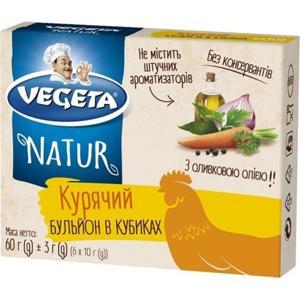 VEGETA
NATUR
Не містить
штучних
ароматизаторів
Без консервантів
З оливковою олією!!
Курячий
БУЛЬЙОН В КУБИКАХ
Маса нетто:
60 г (g) ± 3 г (g) (6 x 10 г (g))